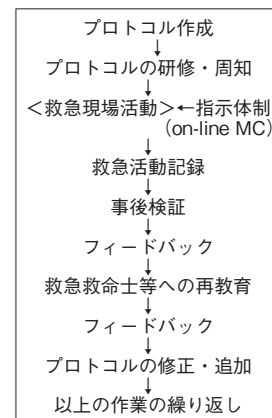 プロトコル作成
プロトコルの研修・周知
＜救急現場活動＞←指示体制
（on-line MC）
救急活動記録
事後検証
フィードバック
救急救命士等への再教育
フィードバック
プロトコルの修正・追加
以上の作業の繰り返し